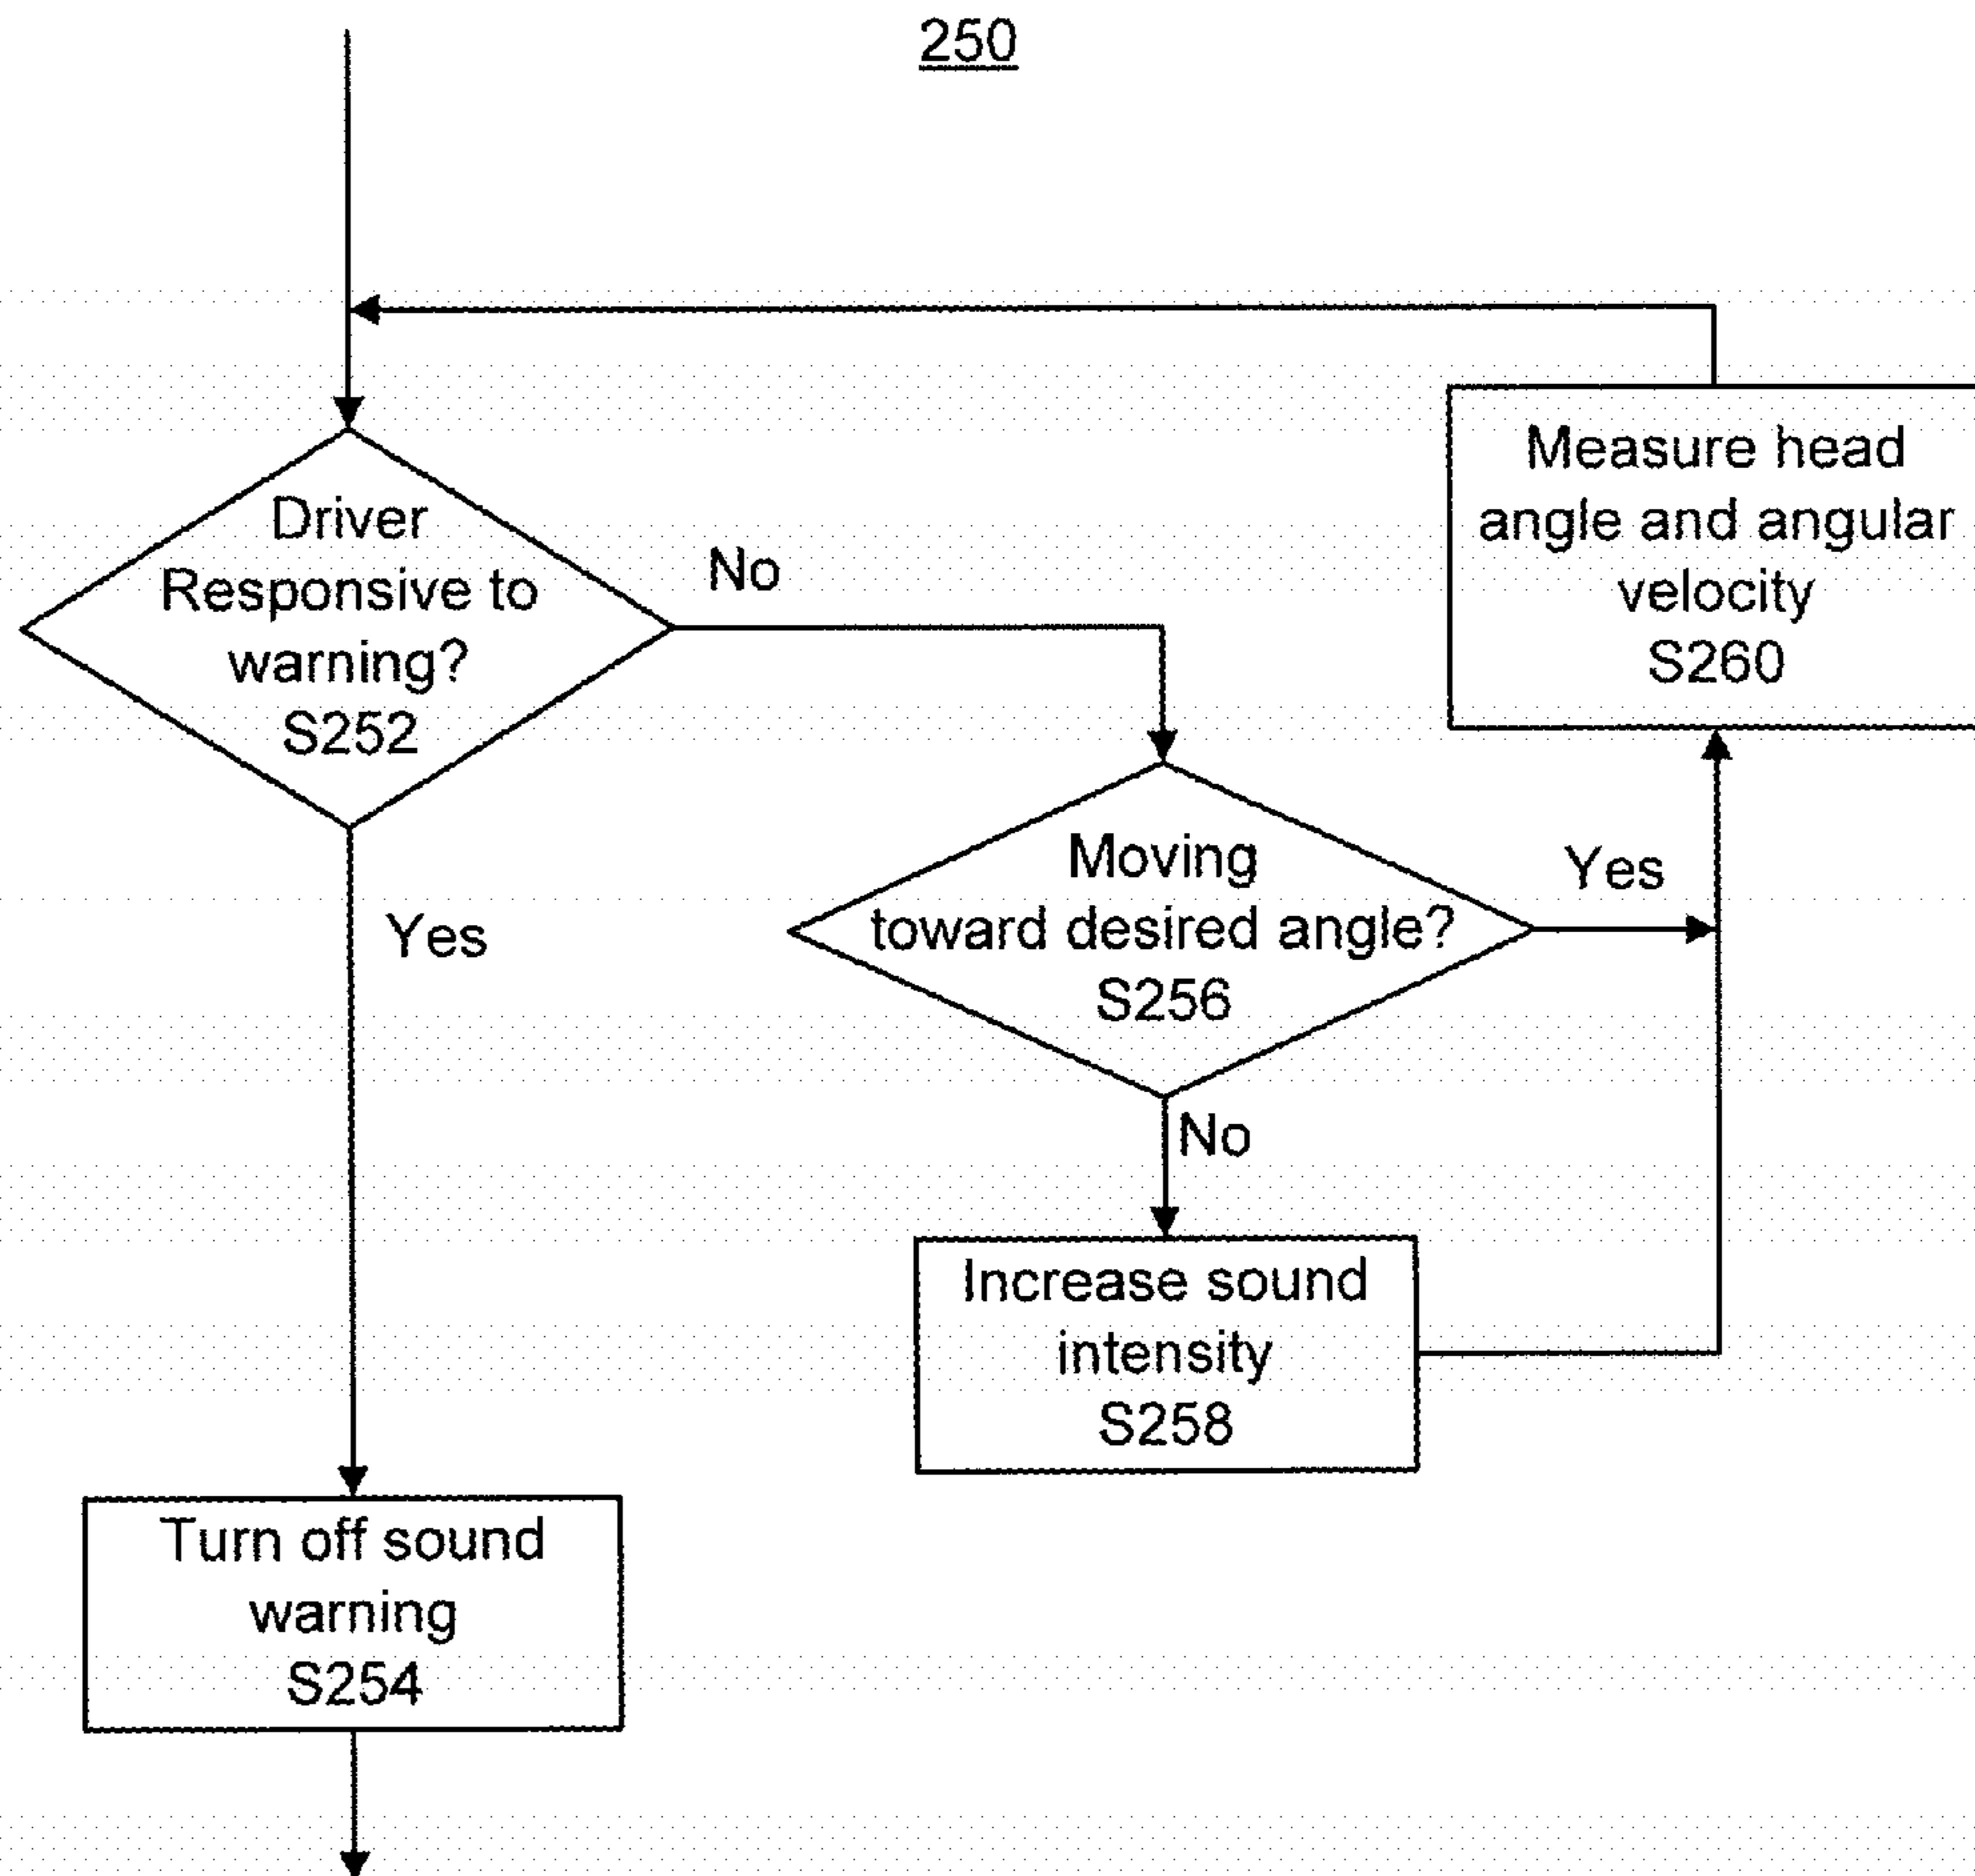 250
Driver
Responsive to
warning?
S252
No
Yes
Measure head
angle and angular
velocity
S260
Moving
toward desired angle?
S256
Yes
No
Increase sound
intensity
S258
Turn off sound
warning
S254